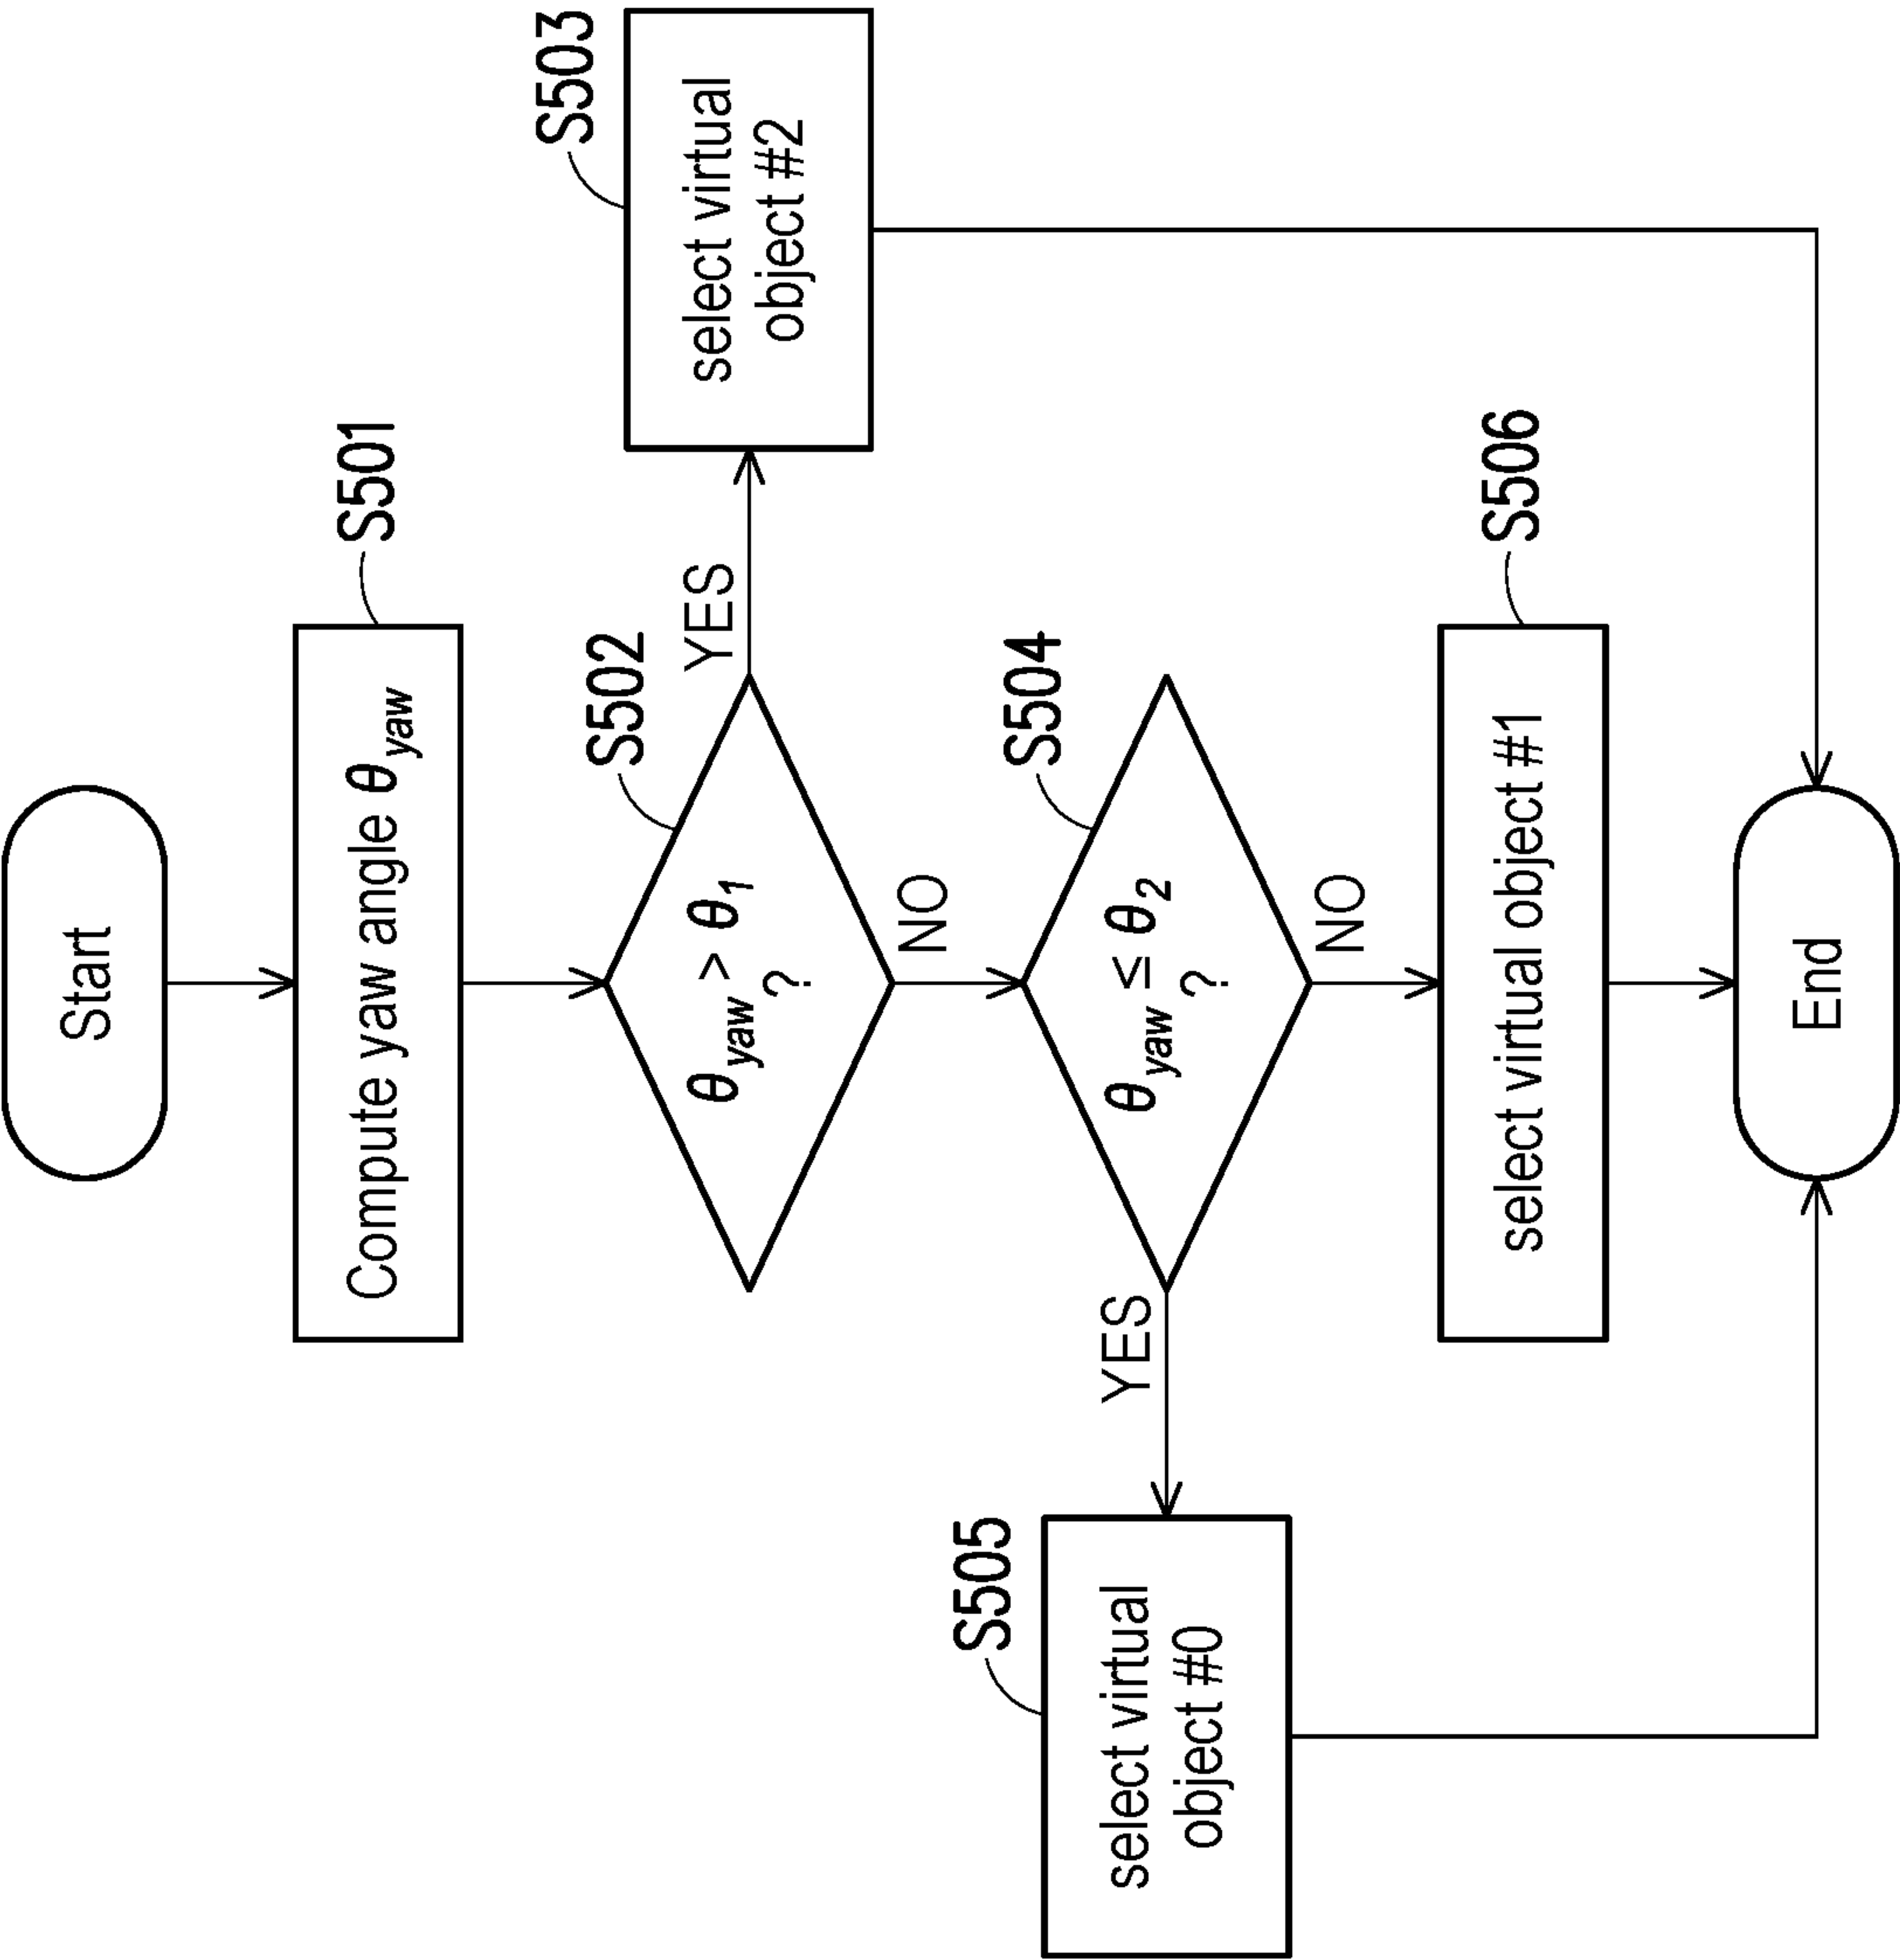 Start
S501
Compute yaw angle θyaw
S502
θyaw > θ1
?
YES
S503
select virtual
object #2
NO
S504
θyaw ≤ θ2
?
YES
S505
select virtual
object #0
NO
S506
select virtual object #1
End